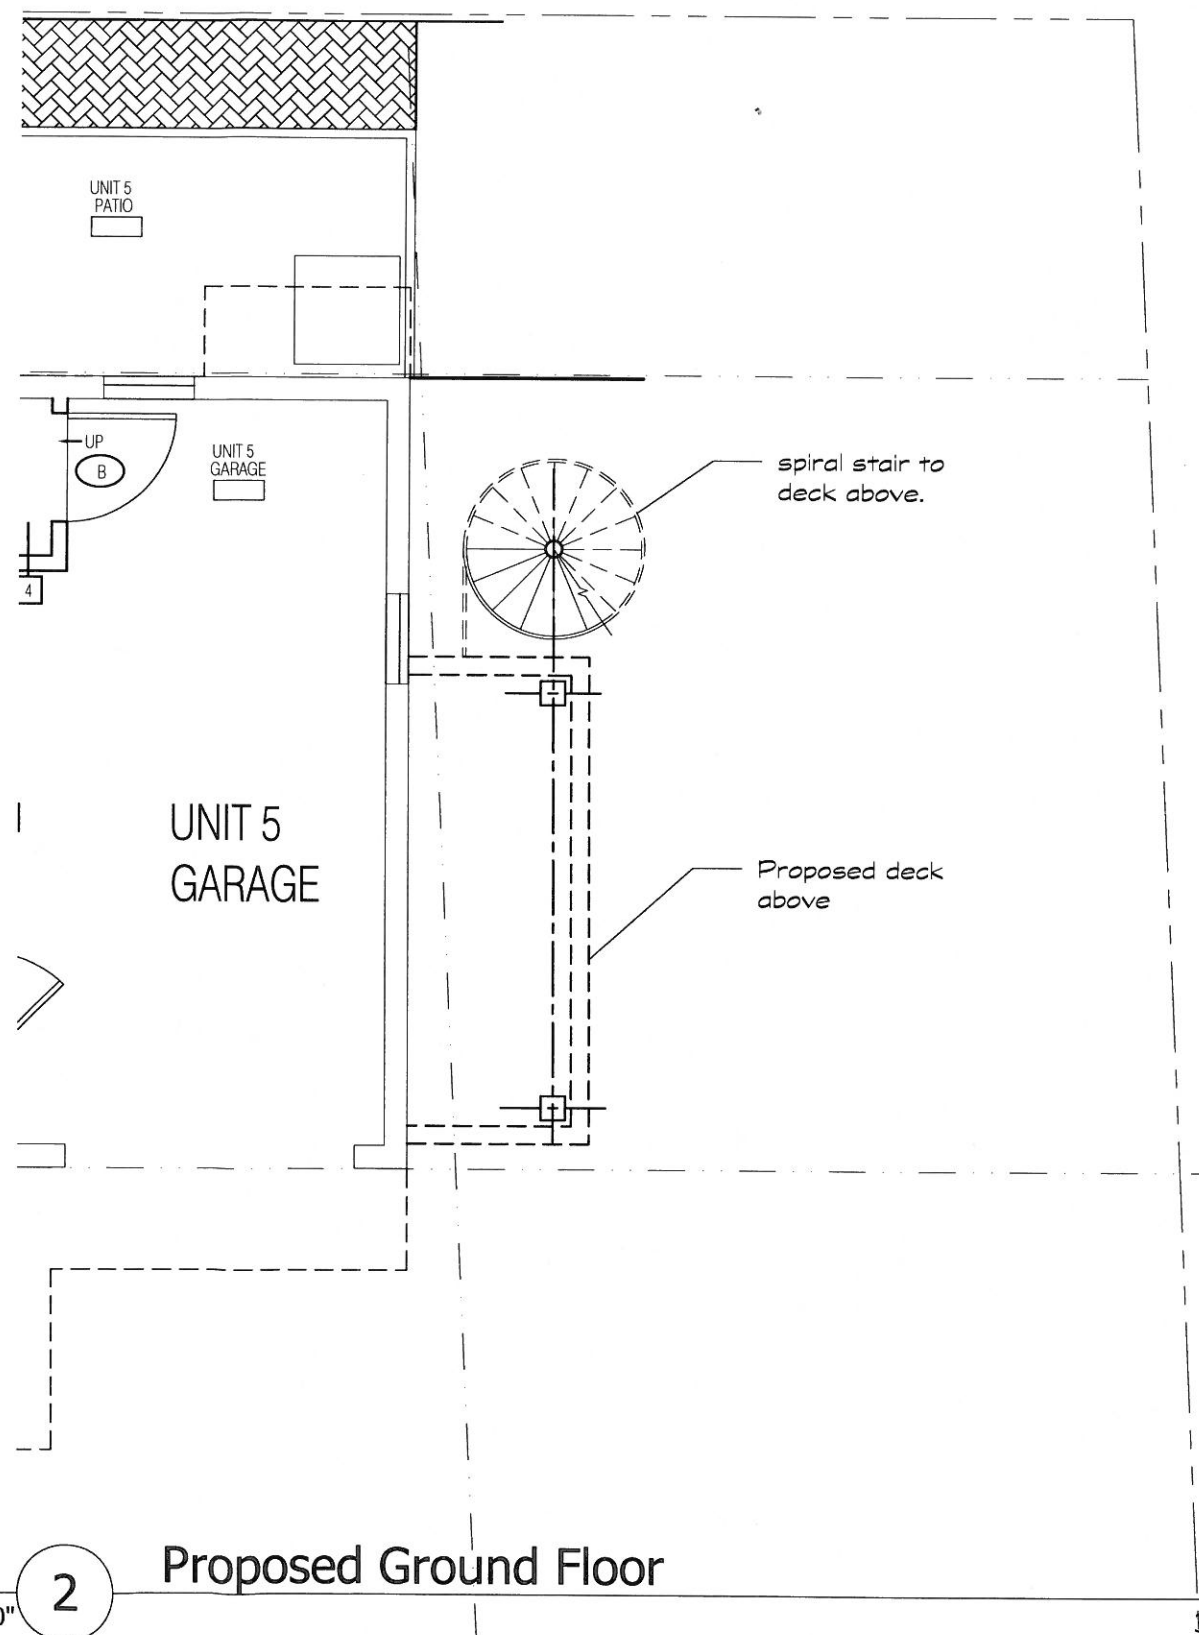 UNIT 5
PATIO
UP
B
UNIT 5
GARAGE
spiral stair to
deck above.
4
UNIT 5
GARAGE
Proposed deck
above
2
Proposed Ground Floor
0"